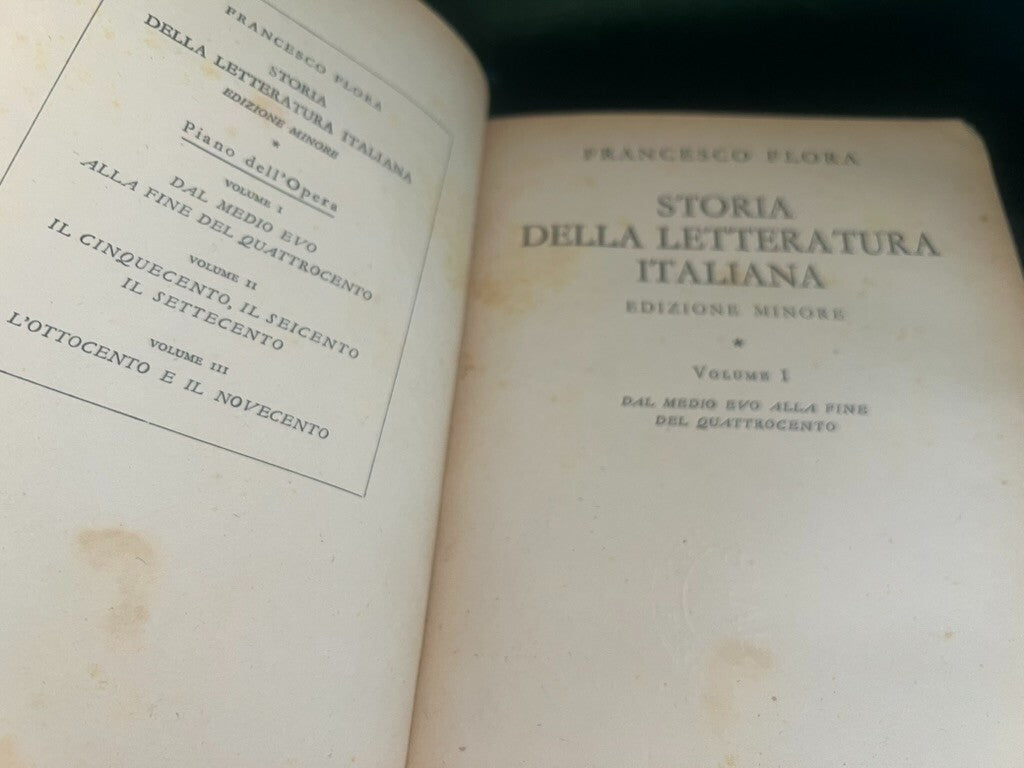 FRANCESCO FLORA
STORIA
DELLA LETTERATURA ITALIANA
EDIZIONE MINORE
*
Piano dell'Opera
VOLUME I
DAL MEDIO EVO
ALLA FINE DEL QUATTROCENTO
VOLUME II
IL CINQUECENTO, IL SEICENTO
IL SETTECENTO
VOLUME III
L'OTTOCENTO E IL NOVECENTO
FRANCESCO FLORA
STORIA
DELLA LETTERATURA
ITALIANA
EDIZIONE MINORE
*
VOLUME I
DAL MEDIO EVO ALLA FINE
DEL QUATTROCENTO